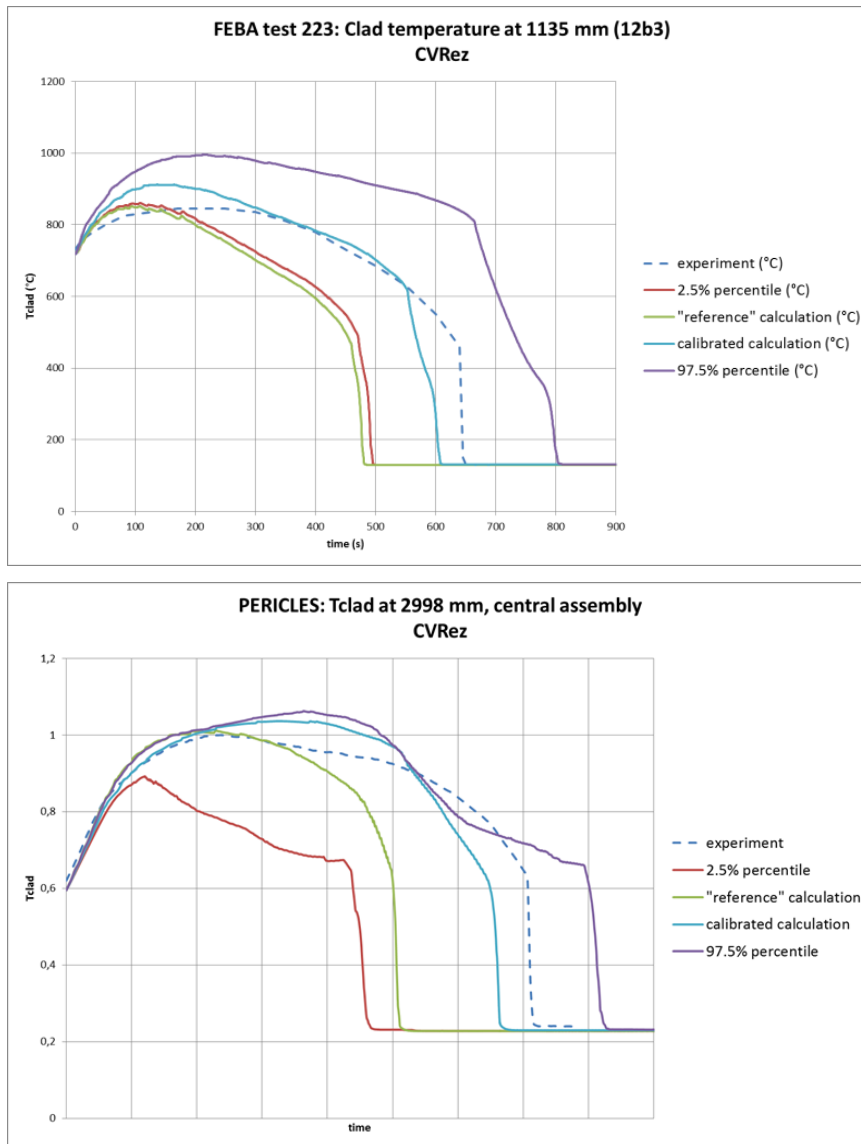 FEBA test 223: Clad temperature at 1135 mm (12b3)
CVRez
1200
1000
800
600
400
200
0
Tclad (°C)
0 100 200 300 400 500 600 700 800 900
time (s)
experiment (°C)
2.5% percentile (°C)
"reference" calculation (°C)
calibrated calculation (°C)
97.5% percentile (°C)
PERICLES: Tclad at 2998 mm, central assembly
CVRez
1,2
1
0,8
0,6
0,4
0,2
0
Tclad
time
experiment
2.5% percentile
"reference" calculation
calibrated calculation
97.5% percentile